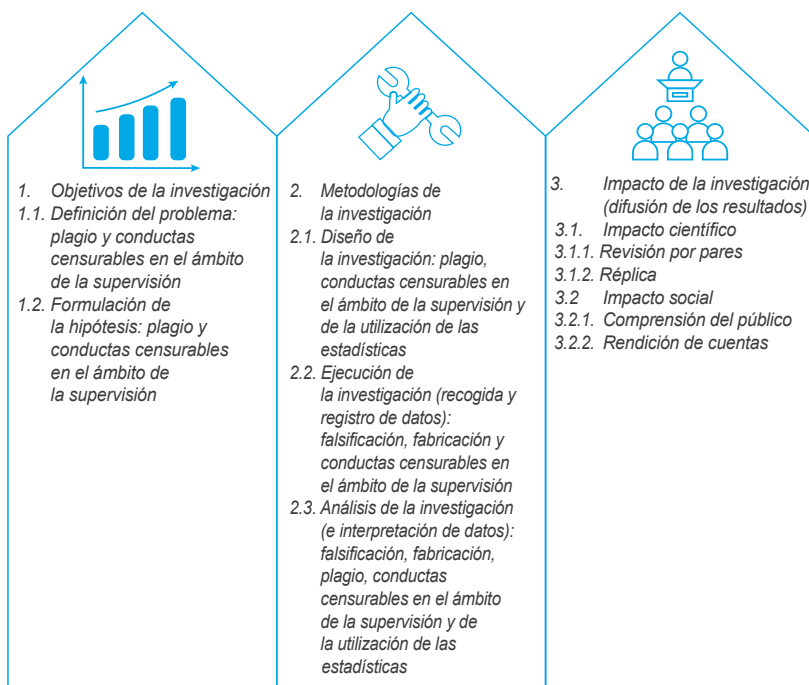 1. Objetivos de la investigación
1.1. Definición del problema:
plagio y conductas
censurables en el ámbito
de la supervisión
1.2. Formulación de
la hipótesis: plagio y
conductas censurables
en el ámbito de
la supervisión
2. Metodologías de
la investigación
2.1. Diseño de
la investigación: plagio,
conductas censurables en
el ámbito de la supervisión y
de la utilización de las
estadísticas
2.2. Ejecución de
la investigación (recogida y
registro de datos):
falsificación, fabricación y
conductas censurables en
el ámbito de la supervisión
2.3. Análisis de la investigación
(e interpretación de datos):
falsificación, fabricación,
plagio, conductas
censurables en el ámbito
de la supervisión y de
la utilización de las
estadísticas
3. Impacto de la investigación
(difusión de los resultados)
3.1. Impacto científico
3.1.1. Revisión por pares
3.1.2. Réplica
3.2 Impacto social
3.2.1. Comprensión del público
3.2.2. Rendición de cuentas